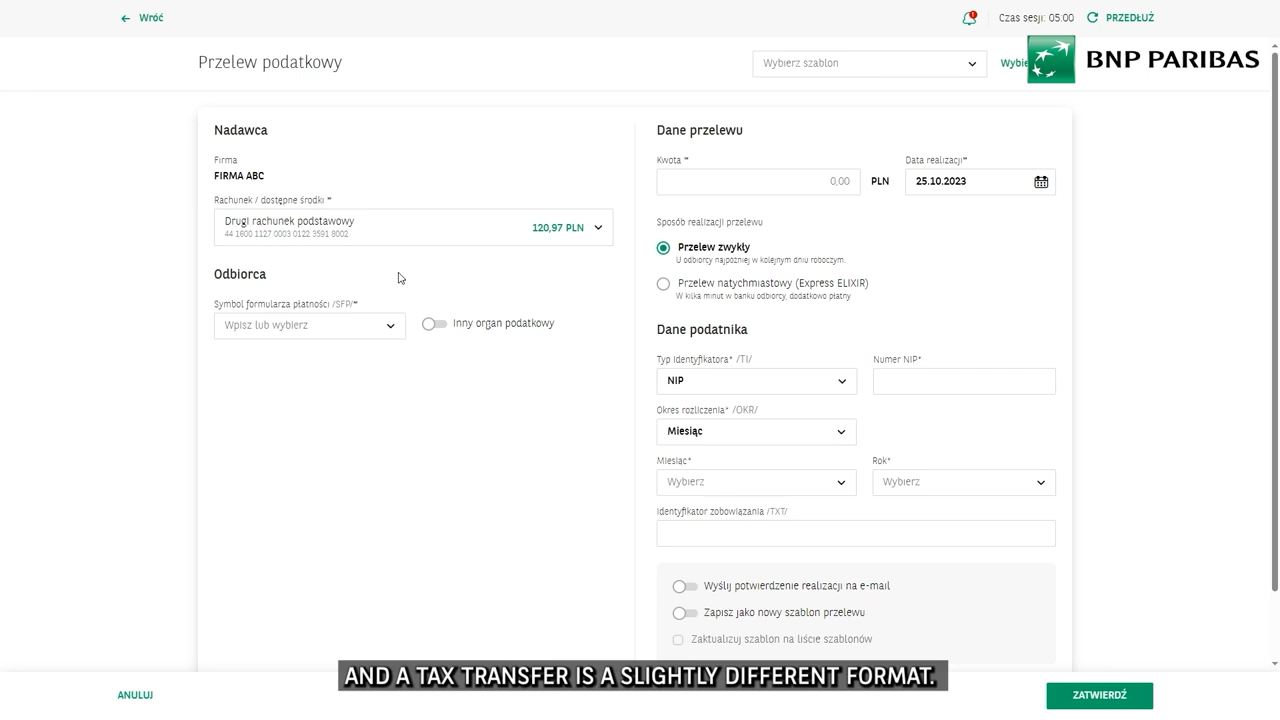 Wróć
Czas sesji: 05:00 PRZEDŁUŻ
Przelew podatkowy
Wybierz szablon
BNP PARIBAS
Nadawca
Firma
FIRMA ABC
Rachunek / dostępne środki *
Drugi rachunek podstawowy
120,97 PLN
44 1600 1127 0003 0122 3591 8002
Odbiorca
Symbol formularza płatności /SFP/*
Wpisz lub wybierz
Inny organ podatkowy
Dane przelewu
Kwota * Data realizacji*
0,00 PLN 25.10.2023
Sposób realizacji przelewu
Przelew zwykły
U odbiorcy najpóźniej w kolejnym dniu roboczym.
Przelew natychmiastowy (Express ELIXIR)
W kilka minut w banku odbiorcy, dodatkowo płatny
Dane podatnika
Typ identyfikatora* /TI/ Numer NIP*
NIP
Okres rozliczenia* /OKR/
Miesiąc
Miesiąc* Rok*
Wybierz Wybierz
Identyfikator zobowiązania /TXT/
Wyślij potwierdzenie realizacji na e-mail
Zapisz jako nowy szablon przelewu
Zaktualizuj szablon na liście szablonów
AND A TAX TRANSFER IS A SLIGHTLY DIFFERENT FORMAT.
ANULUJ ZATWIERDŹ